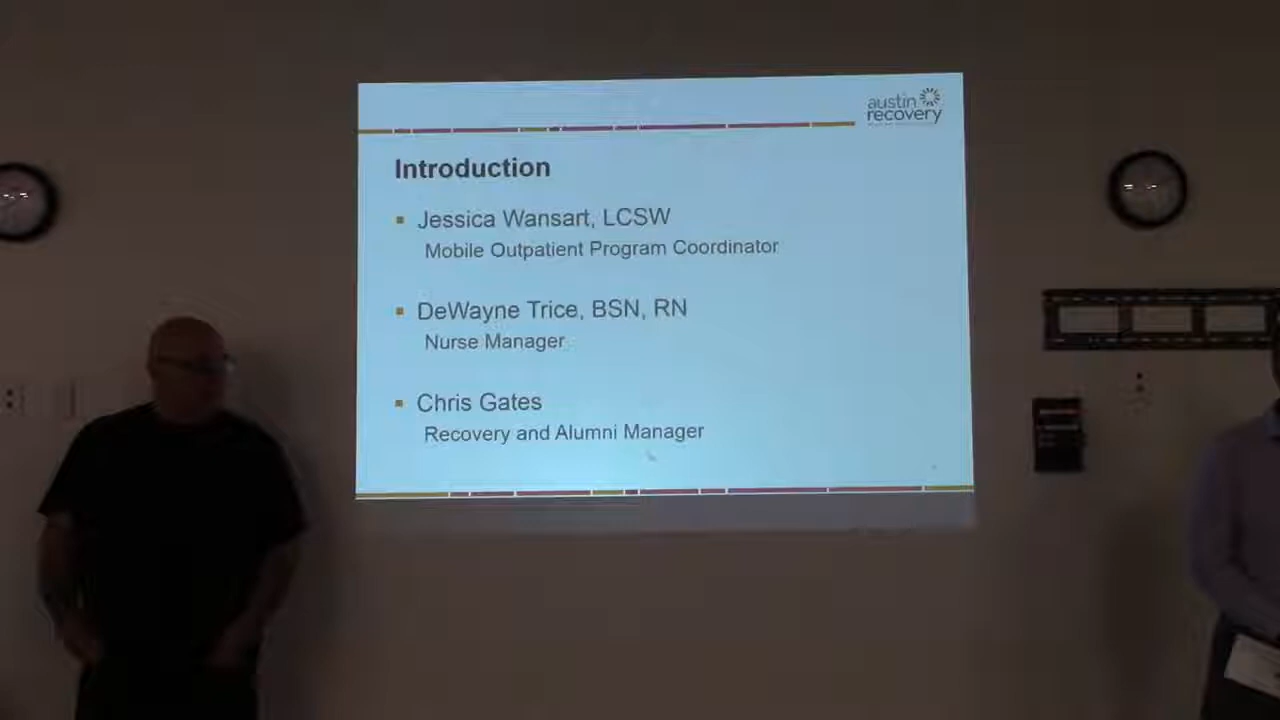 austin
recovery
Introduction
Jessica Wansart, LCSW
Mobile Outpatient Program Coordinator
DeWayne Trice, BSN, RN
Nurse Manager
Chris Gates
Recovery and Alumni Manager